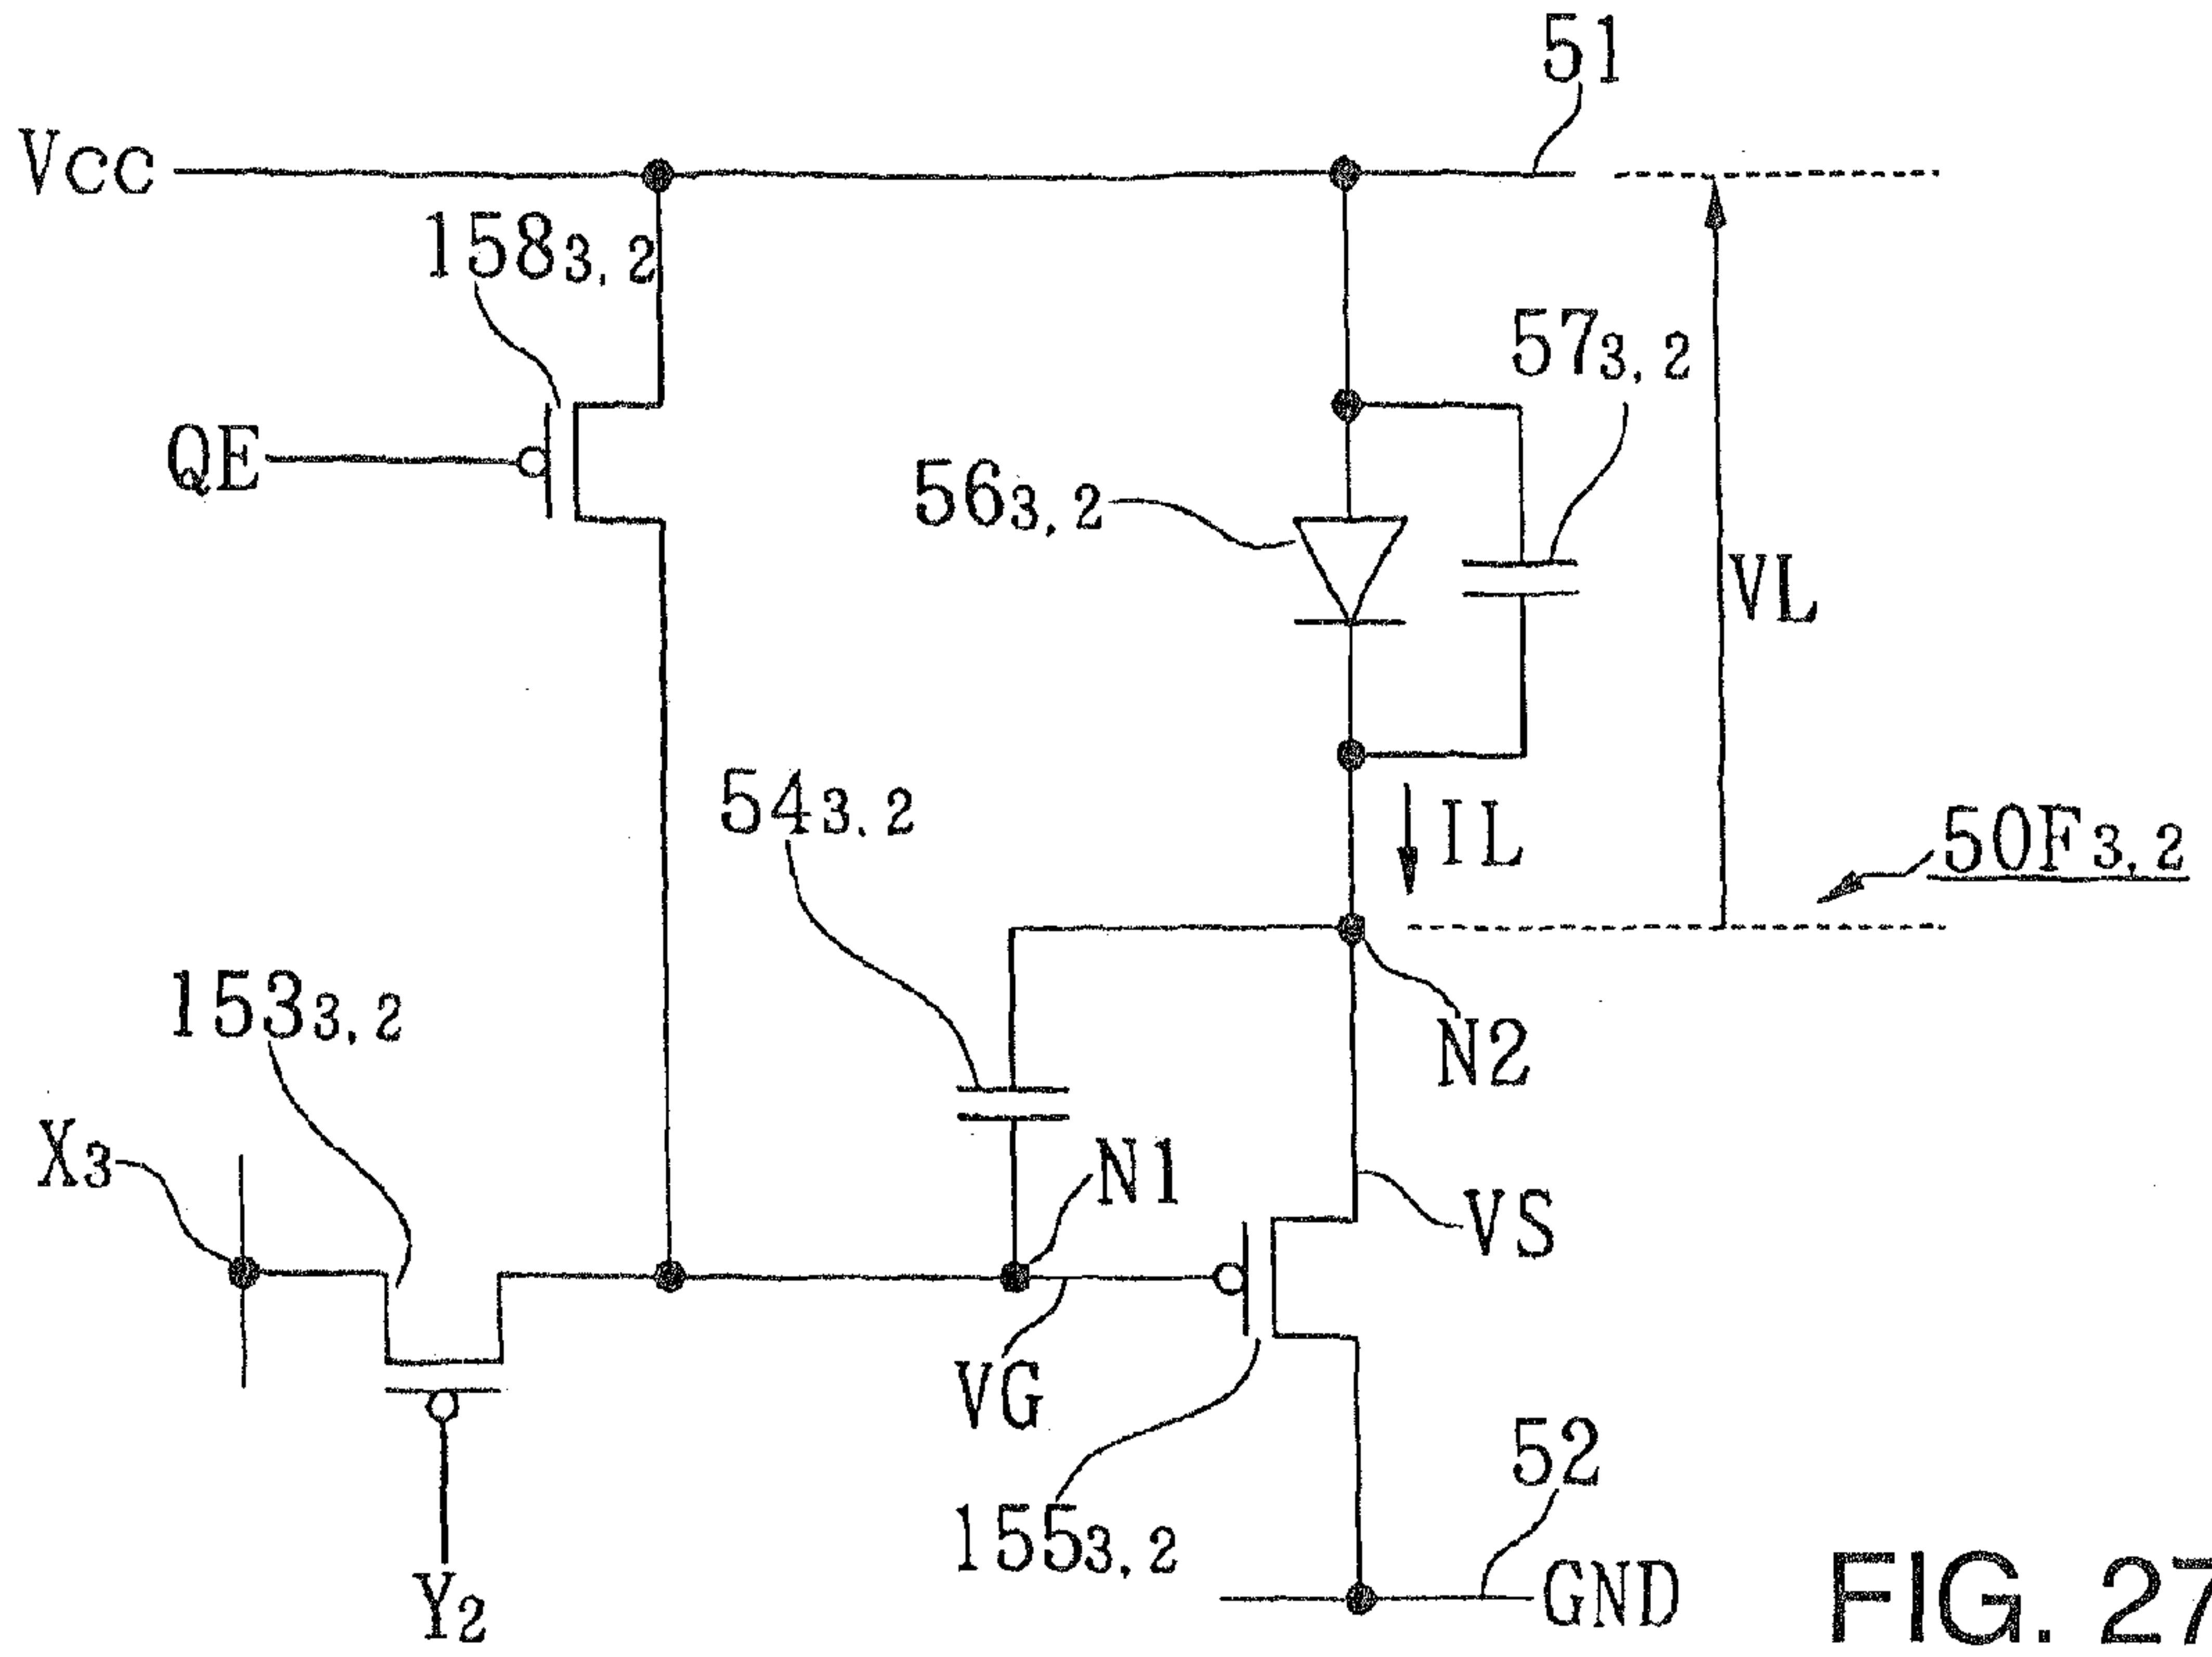 51
Vcc
1583,2
573,2
QE
563,2
VL
543,2
IL
50F3,2
1533,2
N2
X3
N1
VS
VG
52
1553,2
GND
Y2
FIG. 27